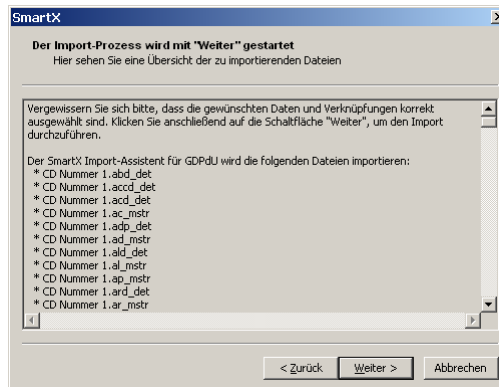 SmartX
Der Import-Prozess wird mit "Weiter" gestartet
Hier sehen Sie eine Übersicht der zu importierenden Dateien
Vergewissern Sie sich bitte, dass die gewünschten Daten und Verknüpfungen korrekt
ausgewählt sind. Klicken Sie anschließend auf die Schaltfläche "Weiter", um den Import
durchzuführen.
Der SmartX Import-Assistent für GDPdU wird die folgenden Dateien importieren:
* CD Nummer 1.abd_det
* CD Nummer 1.accd_det
* CD Nummer 1.acd_det
* CD Nummer 1.ac_mstr
* CD Nummer 1.adp_det
* CD Nummer 1.ad_mstr
* CD Nummer 1.ald_det
* CD Nummer 1.al_mstr
* CD Nummer 1.ap_mstr
* CD Nummer 1.ard_det
* CD Nummer 1.ar_mstr
< Zurück Weiter > Abbrechen